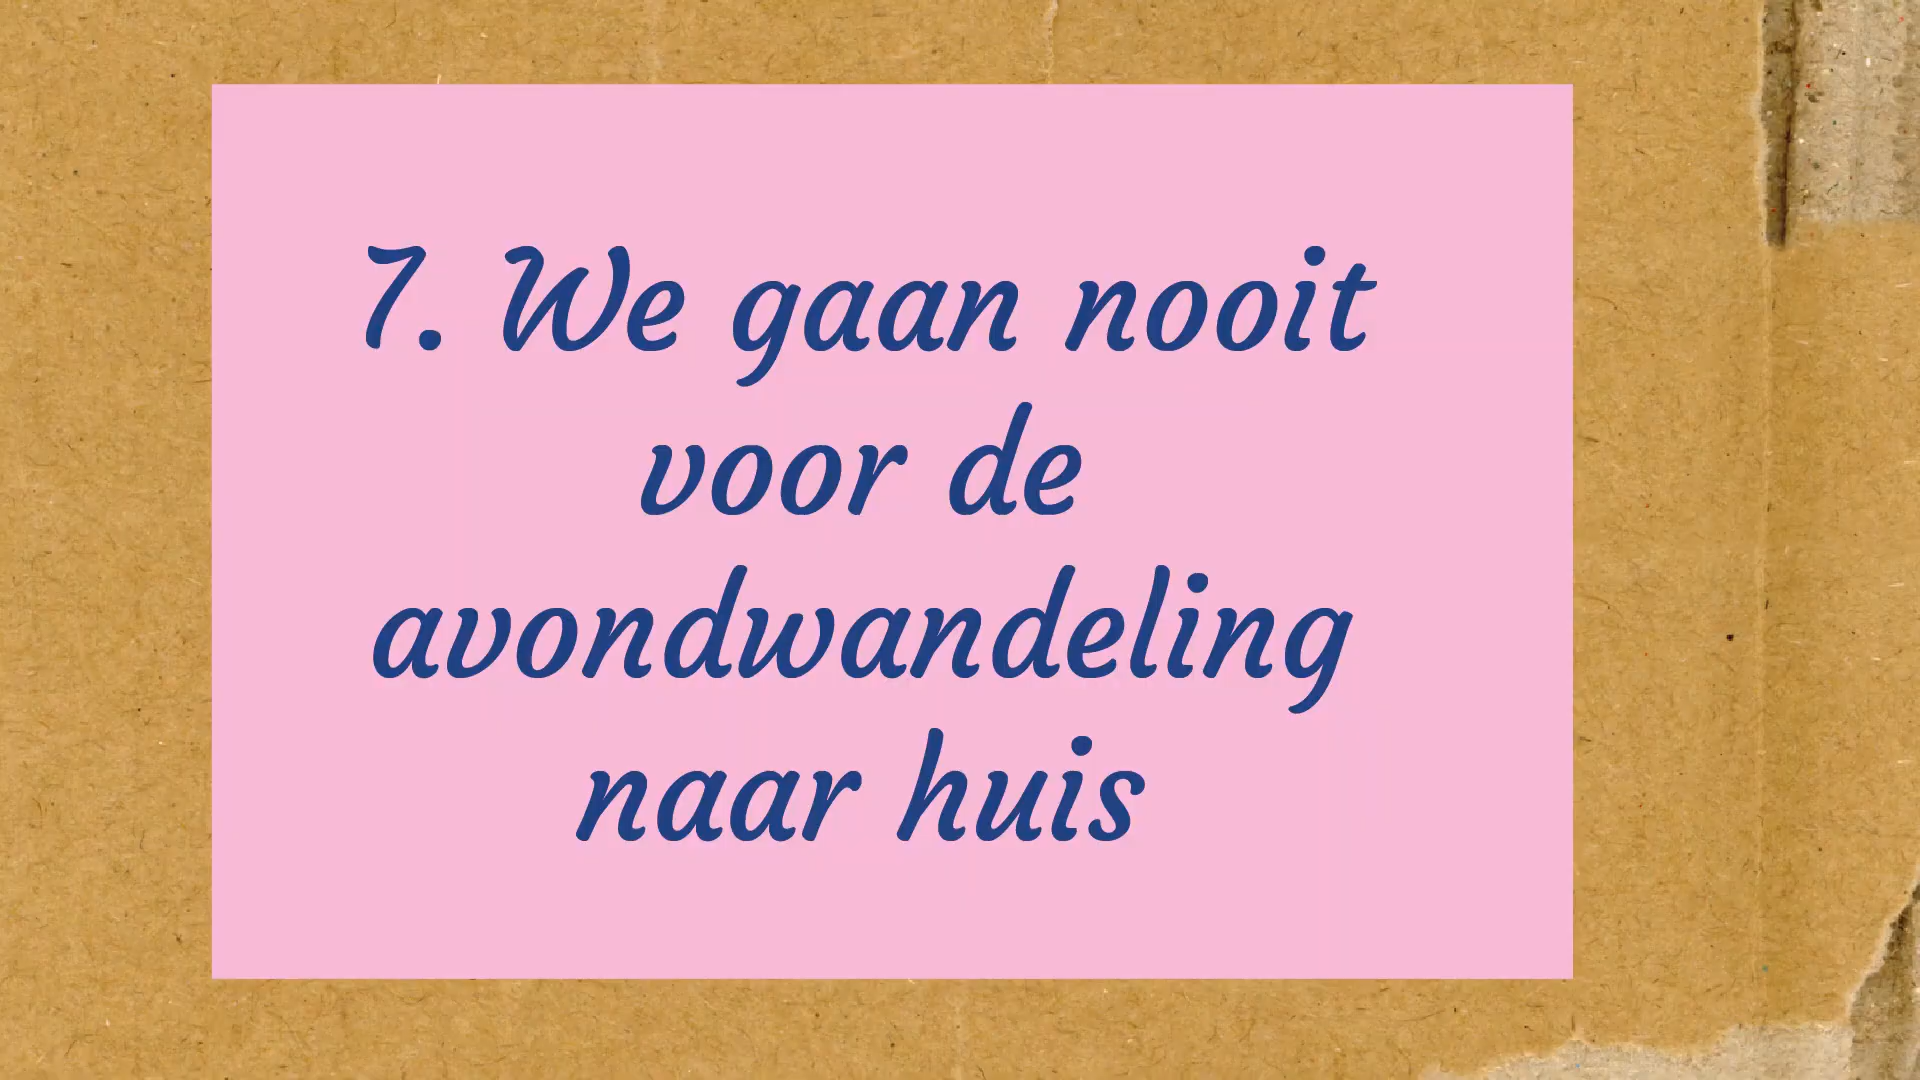 7. We gaan nooit
voor de
avondwandeling
naar huis